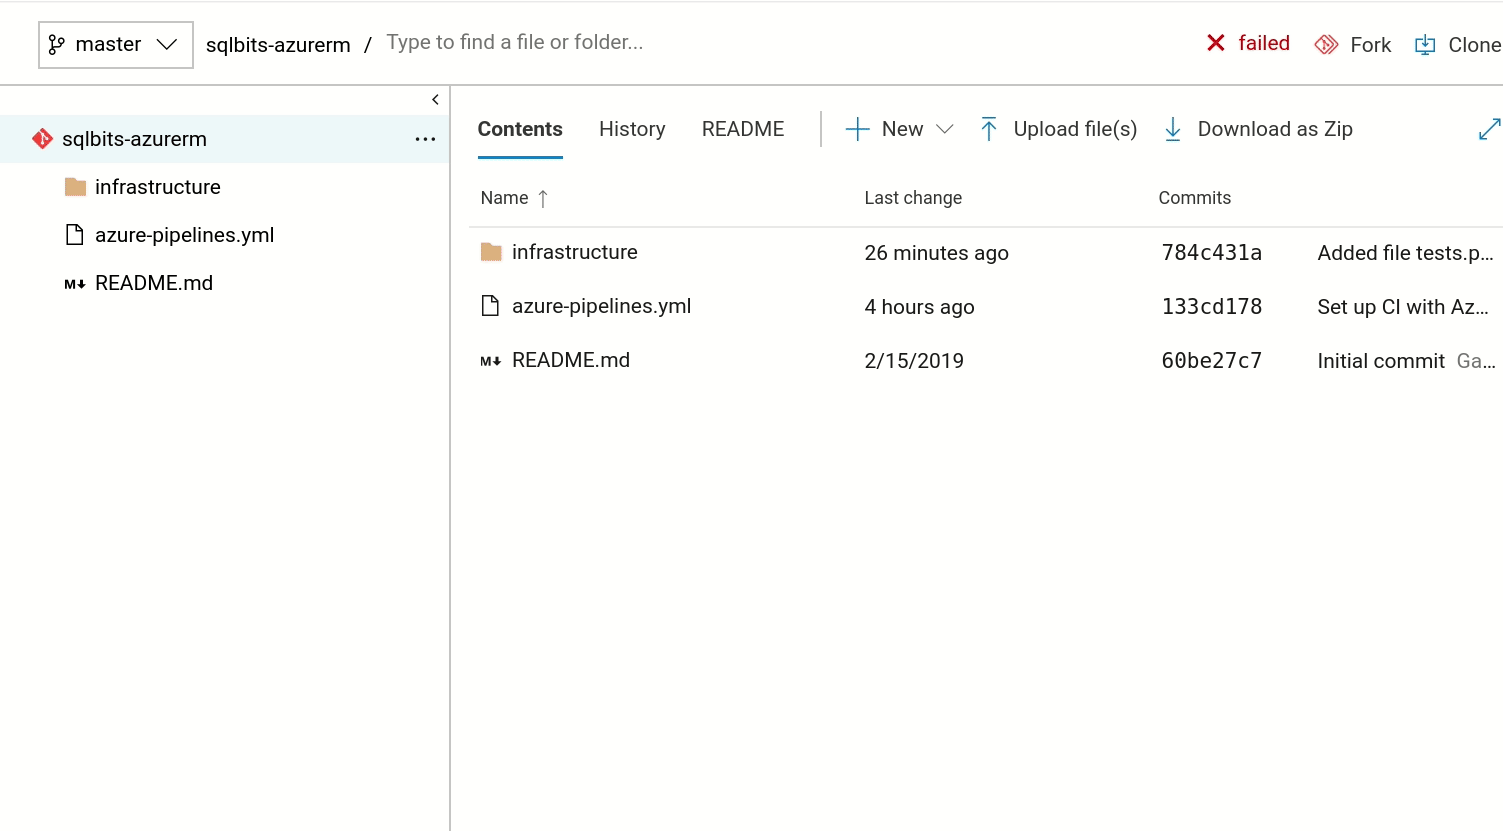 master sqlbits-azurerm / Type to find a file or folder... failed Fork Clone
sqlbits-azurerm ...
infrastructure
azure-pipelines.yml
README.md
Contents History README New Upload file(s) Download as Zip
Name Last change Commits
infrastructure 26 minutes ago 784c431a Added file tests.p...
azure-pipelines.yml 4 hours ago 133cd178 Set up CI with Az...
README.md 2/15/2019 60be27c7 Initial commit Ga...